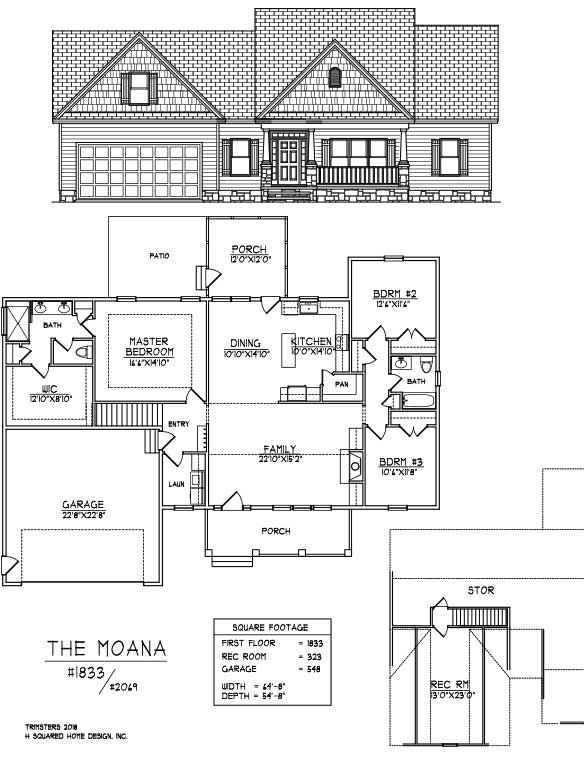 PATIO
PORCH
12'0"X12'0"
BDRM #2
12'6"X11'6"
BATH
MASTER
BEDROOM
16'6"X14'10"
DINING
10'10"X14'10"
KITCHEN
10'0"X14'10"
PAN
BATH
WIC
12'10"X8'10"
ENTRY
FAMILY
22'10"X15'2"
BDRM #3
10'6"X11'8"
LAUN
GARAGE
22'8"X22'8"
PORCH
STOR
REC RM
13'0"X23'0"
THE MOANA
#1833/
#2069
SQUARE FOOTAGE
FIRST FLOOR = 1833
REC ROOM = 323
GARAGE = 548
WIDTH = 64'-8"
DEPTH = 54'-8"
TRIMSTERS 2018
H SQUARED HOME DESIGN, INC.